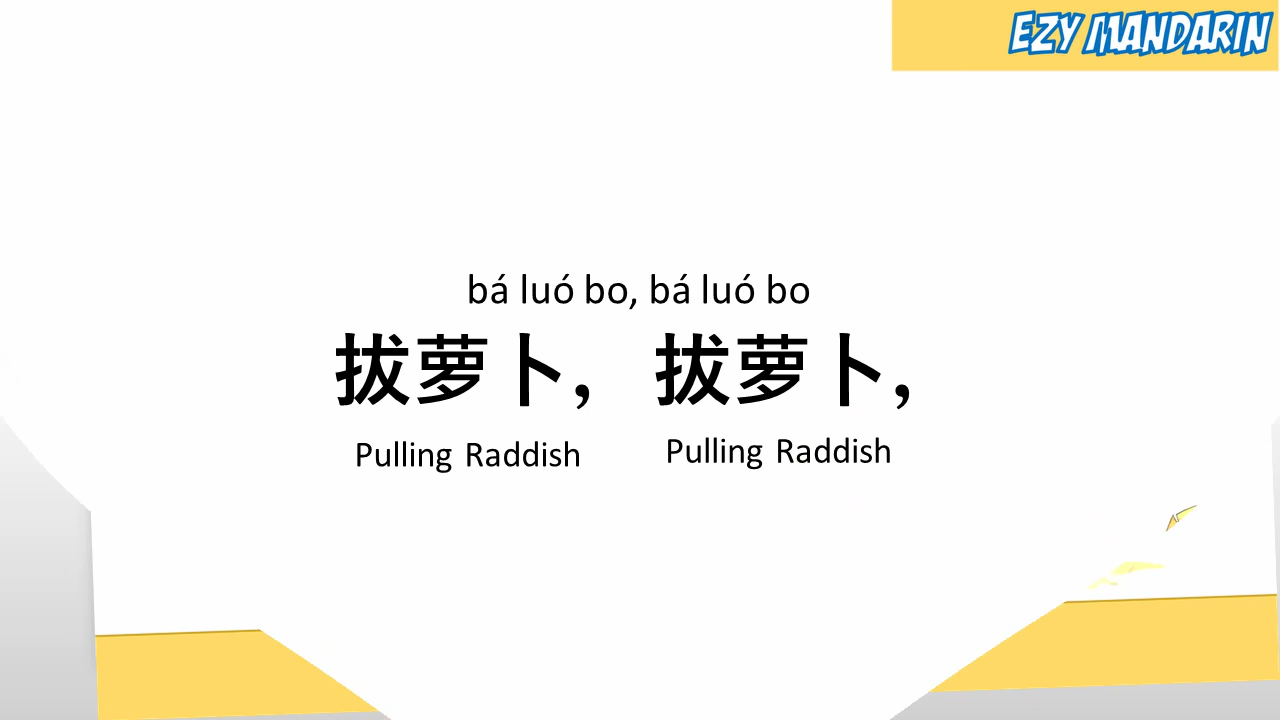 EZY MANDARIN
bá luó bo, bá luó bo
拔萝卜，拔萝卜，
Pulling Raddish Pulling Raddish